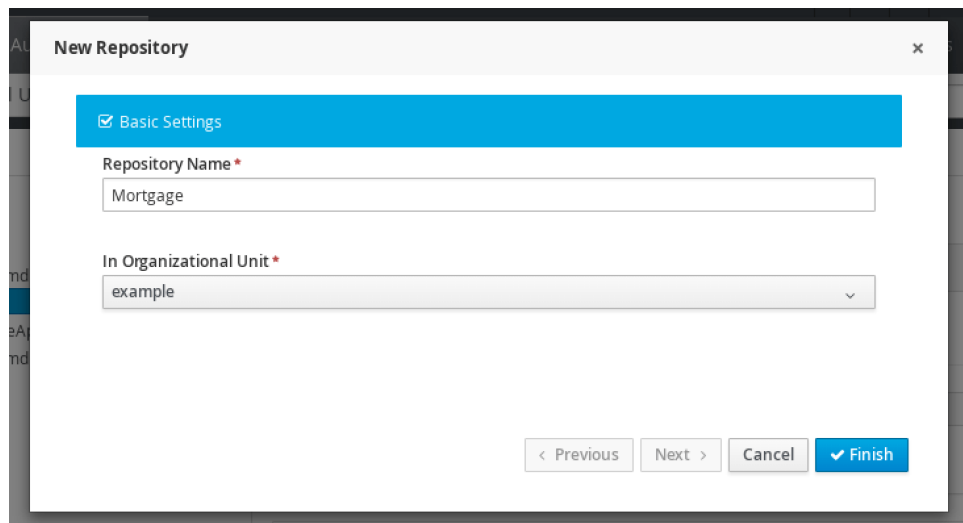 New Repository ×
Basic Settings
Repository Name *
Mortgage
In Organizational Unit *
example
< Previous Next > Cancel Finish